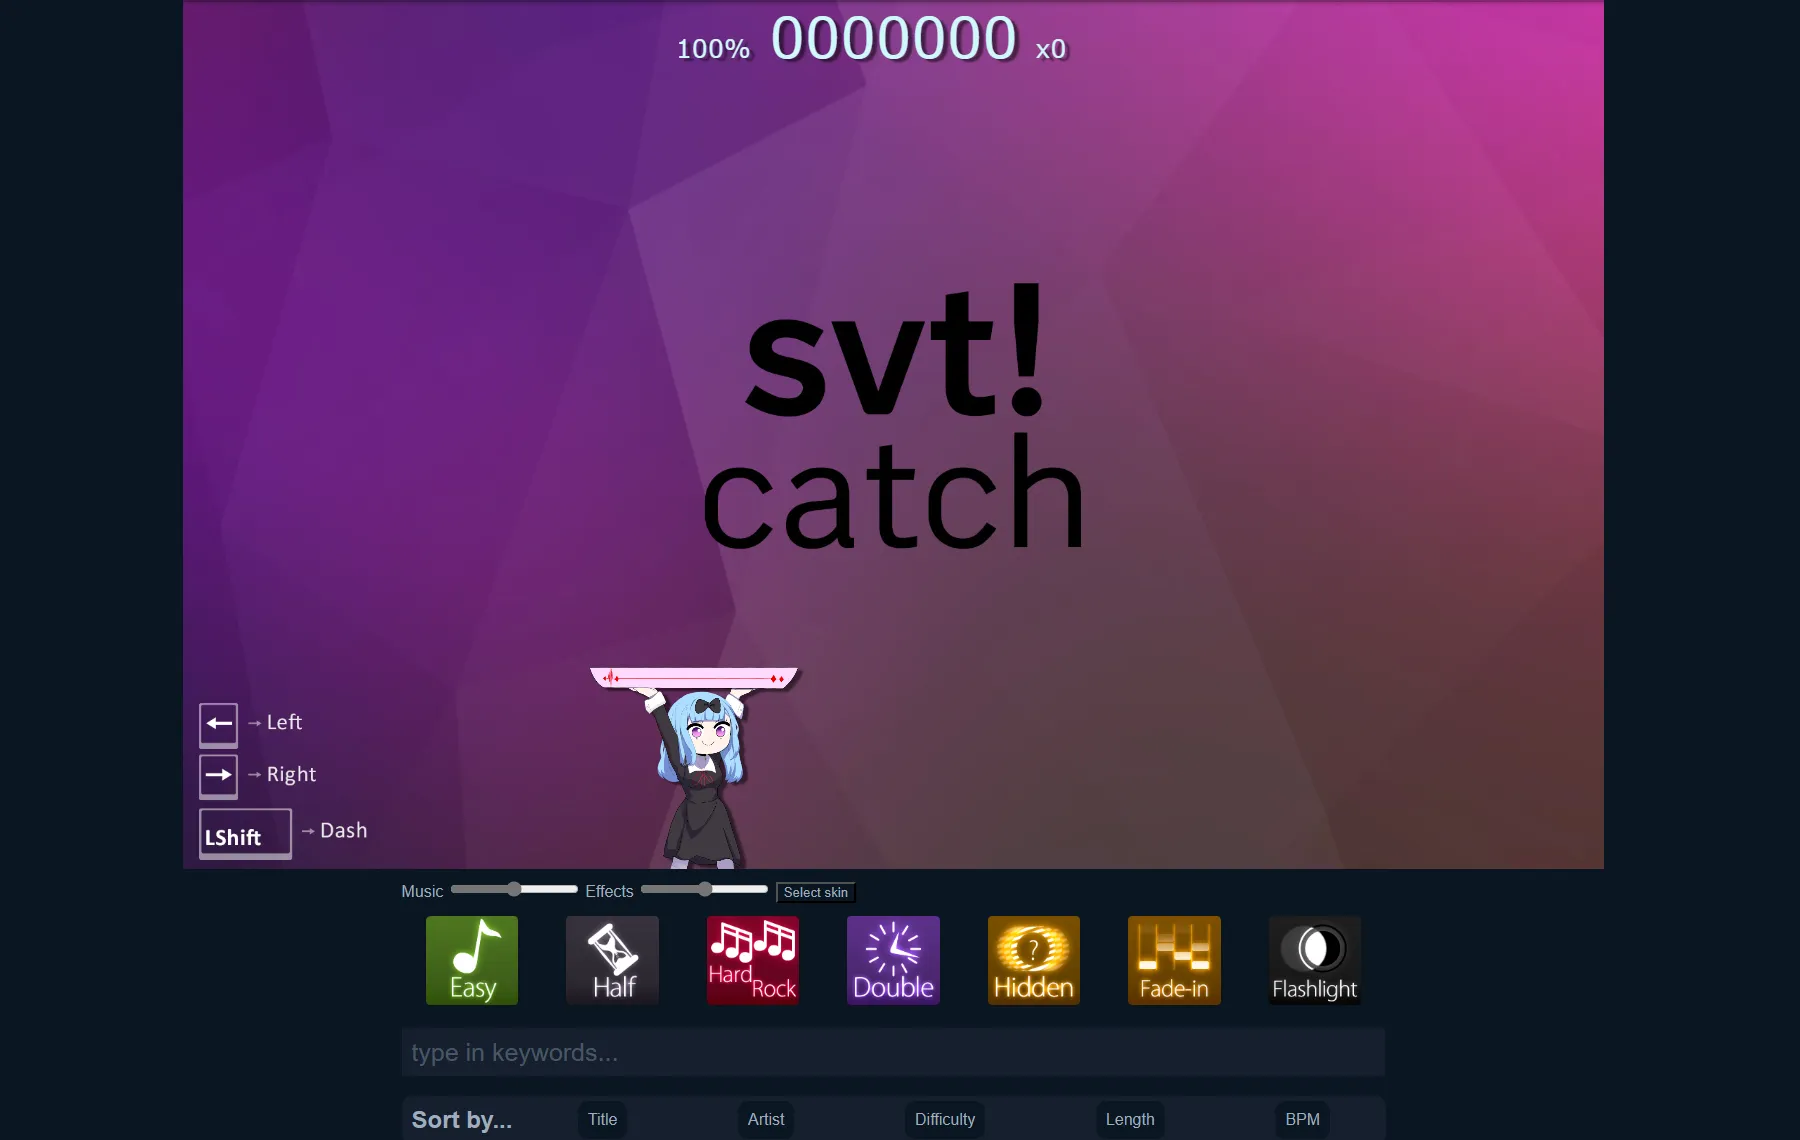 100% 0000000 x0
svt!
catch
← → Left
→ → Right
LShift → Dash
Music Effects Select skin
Easy Half Hard Rock Double Hidden Fade-in Flashlight
type in keywords...
Sort by... Title Artist Difficulty Length BPM